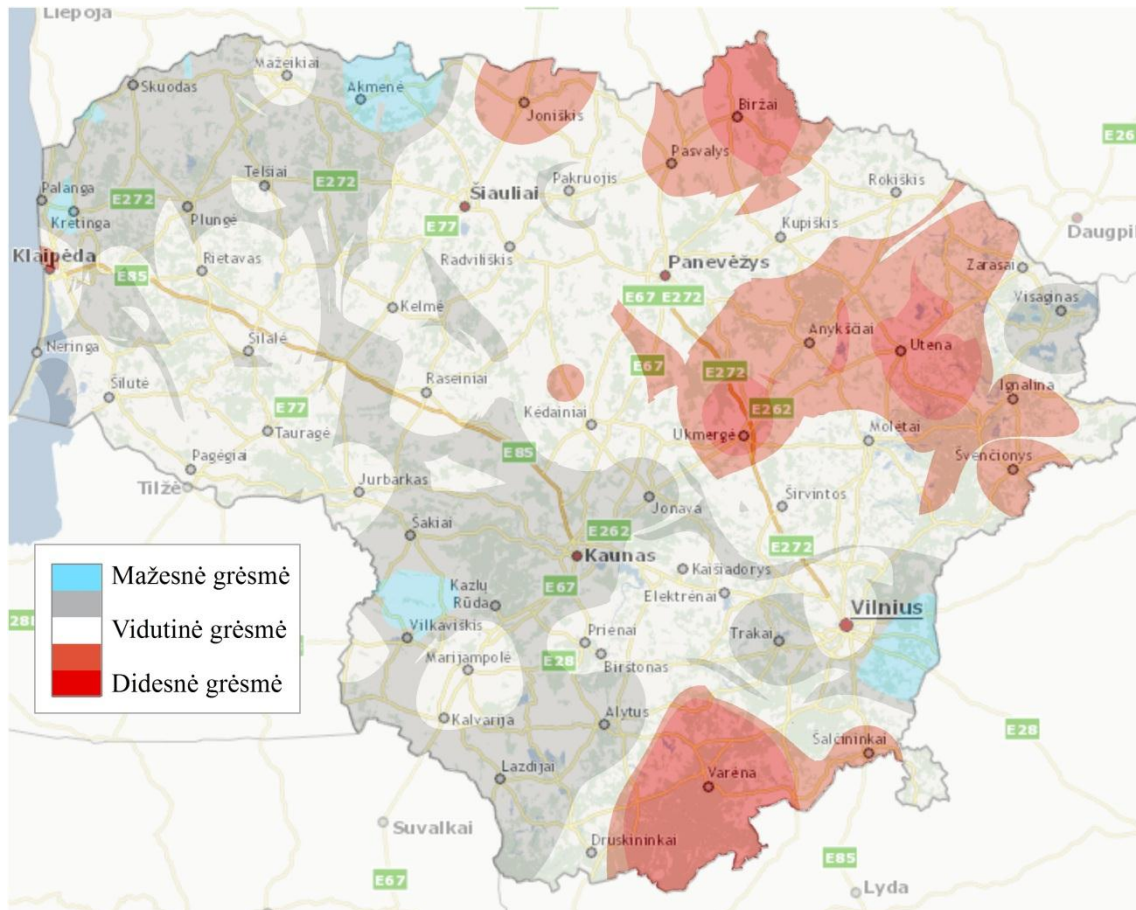 Liepoja
E67
Mažeikiai
Skuodas
Akmenė
Joniškis
Biržai
E26
Pasvalys
Telšiai
E272
Pakruojis
Rokiškis
Palanga
E272
Šiauliai
Kretinga
Plungė
E77
Kupiškis
Daugpil
Klaipėda
Radviliškis
E85
Rietavas
Panevėžys
Zarasai
E67 E272
Visaginas
Kelmė
Neringa
Šilalė
Anykščiai
Utena
E67
E272
Šilutė
Raseiniai
Ignalina
E77
Kėdainiai
E262
Tauragė
Ukmergė
Molėtai
E85
Pagėgiai
Švenčionys
Tilžė
Jurbarkas
Jonava
Širvintos
Šakiai
E262
E272
Kaunas
Mažesnė grėsmė
Kaišiadorys
Kazlų
Rūda
E67
Elektrėnai
Vilnius
28
Vidutinė grėsmė
Vilkaviškis
Prienai
Trakai
Marijampolė
E28
Birštonas
Didesnė grėsmė
Kalvarija
Alytus
E28
Šalčininkai
Lazdijai
Varėna
Suvalkai
Druskininkai
E85
E67
Lyda